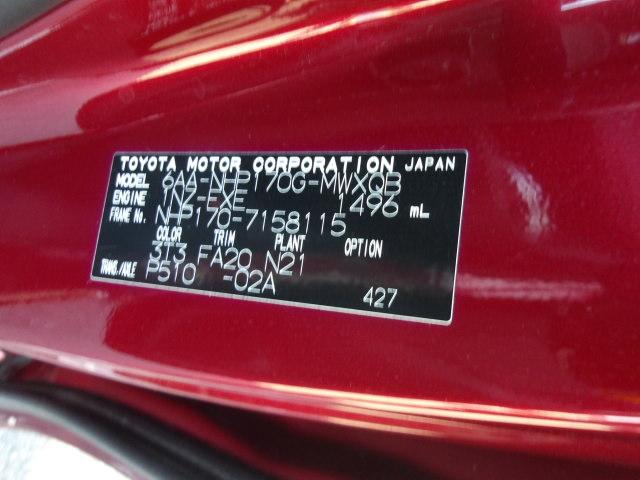 TOYOTA MOTOR CORPORATION JAPAN
MODEL 6AA-NHP170G-MWXQB
ENGINE 1NZ-FXE 1496 mL
FRAME No. NHP170-7158115
COLOR TRIM PLANT OPTION
3T3 FA20 N21
TRANS./AXLE P510 -02A
427